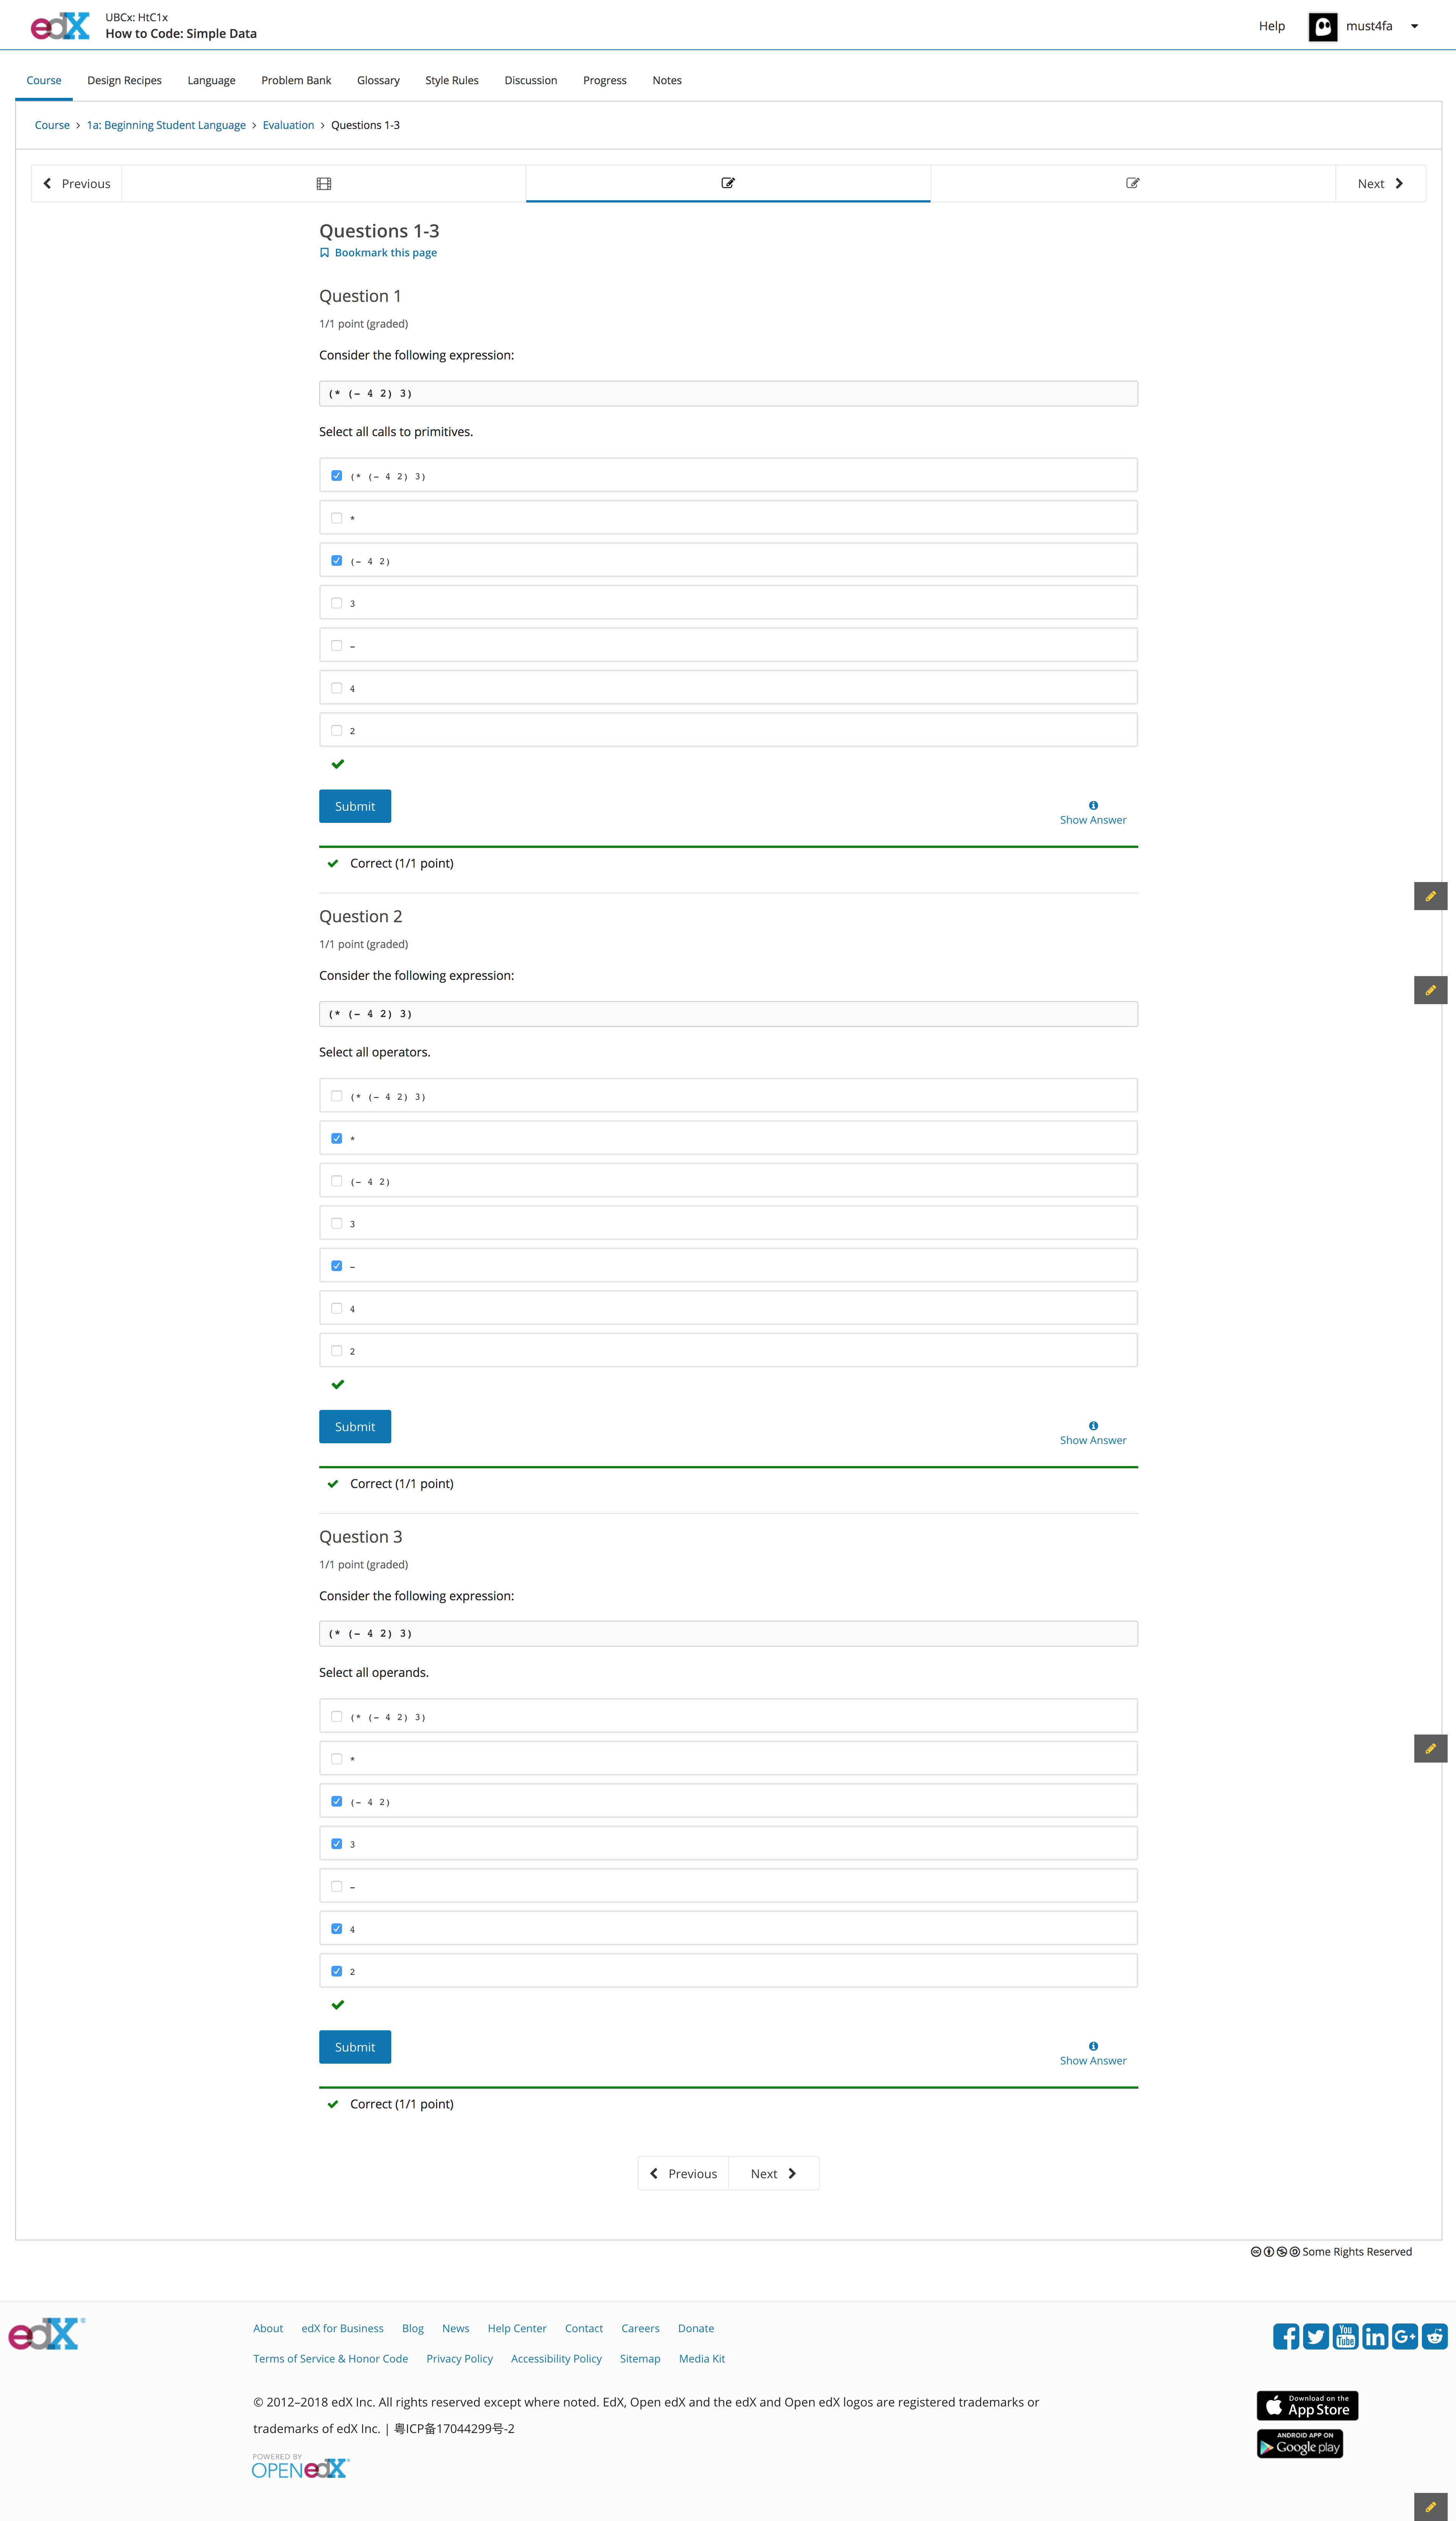 edX
UBCx: HtC1x
How to Code: Simple Data
Help
must4fa
Course
Design Recipes
Language
Problem Bank
Glossary
Style Rules
Discussion
Progress
Notes
Course > 1a: Beginning Student Language > Evaluation > Questions 1-3
Previous
Next
Questions 1-3
Bookmark this page
Question 1
1/1 point (graded)
Consider the following expression:
(* (- 4 2) 3)
Select all calls to primitives.
(* (- 4 2) 3)
*
(- 4 2)
3
-
4
2
Submit
Show Answer
Correct (1/1 point)
Question 2
1/1 point (graded)
Consider the following expression:
(* (- 4 2) 3)
Select all operators.
(* (- 4 2) 3)
*
(- 4 2)
3
-
4
2
Submit
Show Answer
Correct (1/1 point)
Question 3
1/1 point (graded)
Consider the following expression:
(* (- 4 2) 3)
Select all operands.
(* (- 4 2) 3)
*
(- 4 2)
3
-
4
2
Submit
Show Answer
Correct (1/1 point)
Previous
Next
Some Rights Reserved
edX
About edX for Business Blog News Help Center Contact Careers Donate
Terms of Service & Honor Code Privacy Policy Accessibility Policy Sitemap Media Kit
You
Tube
in
G+
© 2012–2018 edX Inc. All rights reserved except where noted. EdX, Open edX and the edX and Open edX logos are registered trademarks or
trademarks of edX Inc. | 粤ICP备17044299号-2
Download on the
App Store
ANDROID APP ON
Google play
POWERED BY
OPEN edX